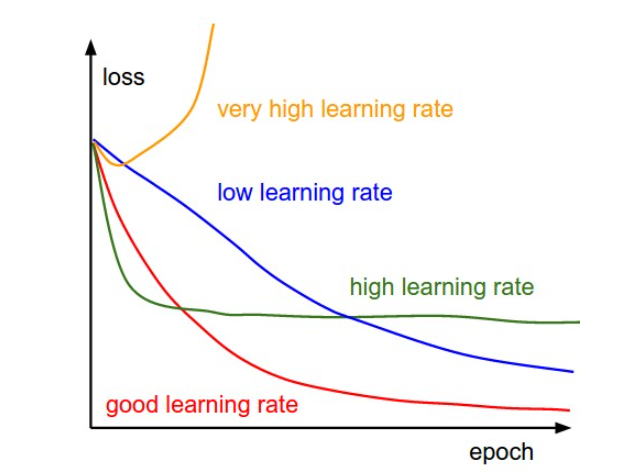 loss
very high learning rate
low learning rate
high learning rate
good learning rate
epoch